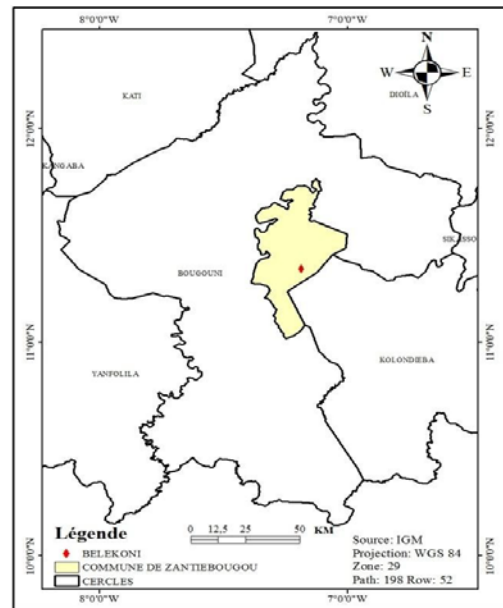 8°0'0"W 7°0'0"W
N
W E
S
KATI
DIOÏLA
12°0'0"N 12°0'0"N
KANGABA
SIKASSO
BOUGOUNI
11°0'0"N 11°0'0"N
YANFOLILA
KOLONDIEBA
Légende
0 12,5 25 50 KM
BELEKONI
COMMUNE DE ZANTIEBOUGOU
CERCLES
Source: IGM
Projection: WGS 84
Zone: 29
Path: 198 Row: 52
10°0'0"N 10°0'0"N
8°0'0"W 7°0'0"W